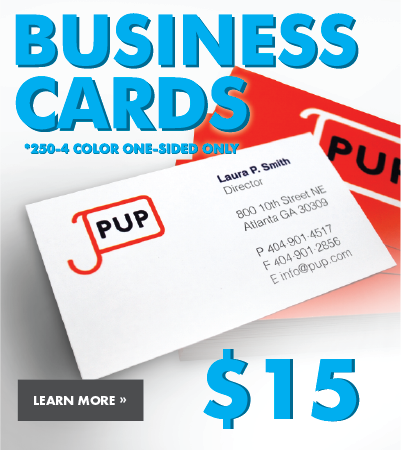 BUSINESS
CARDS
*250-4 COLOR ONE-SIDED ONLY
PUP
PUP
Laura P. Smith
Director
800 10th Street NE
Atlanta GA 30309
P 404-901-4517
F 404-901-2856
E info@pup.com
LEARN MORE »
$15